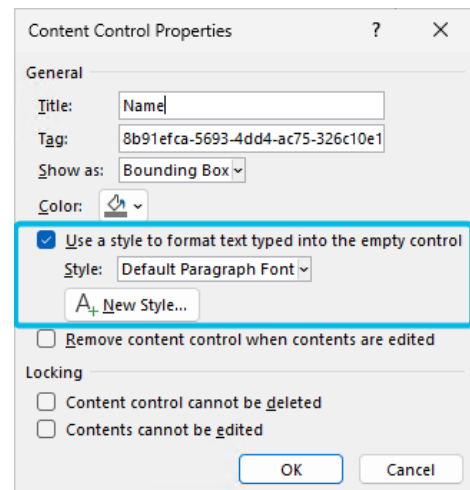 Content Control Properties ?
General
Title: Name
Tag: 8b91efca-5693-4dd4-ac75-326c10e1
Show as: Bounding Box
Color:
Use a style to format text typed into the empty control
Style: Default Paragraph Font
A+ New Style...
Remove content control when contents are edited
Locking
Content control cannot be deleted
Contents cannot be edited
OK Cancel